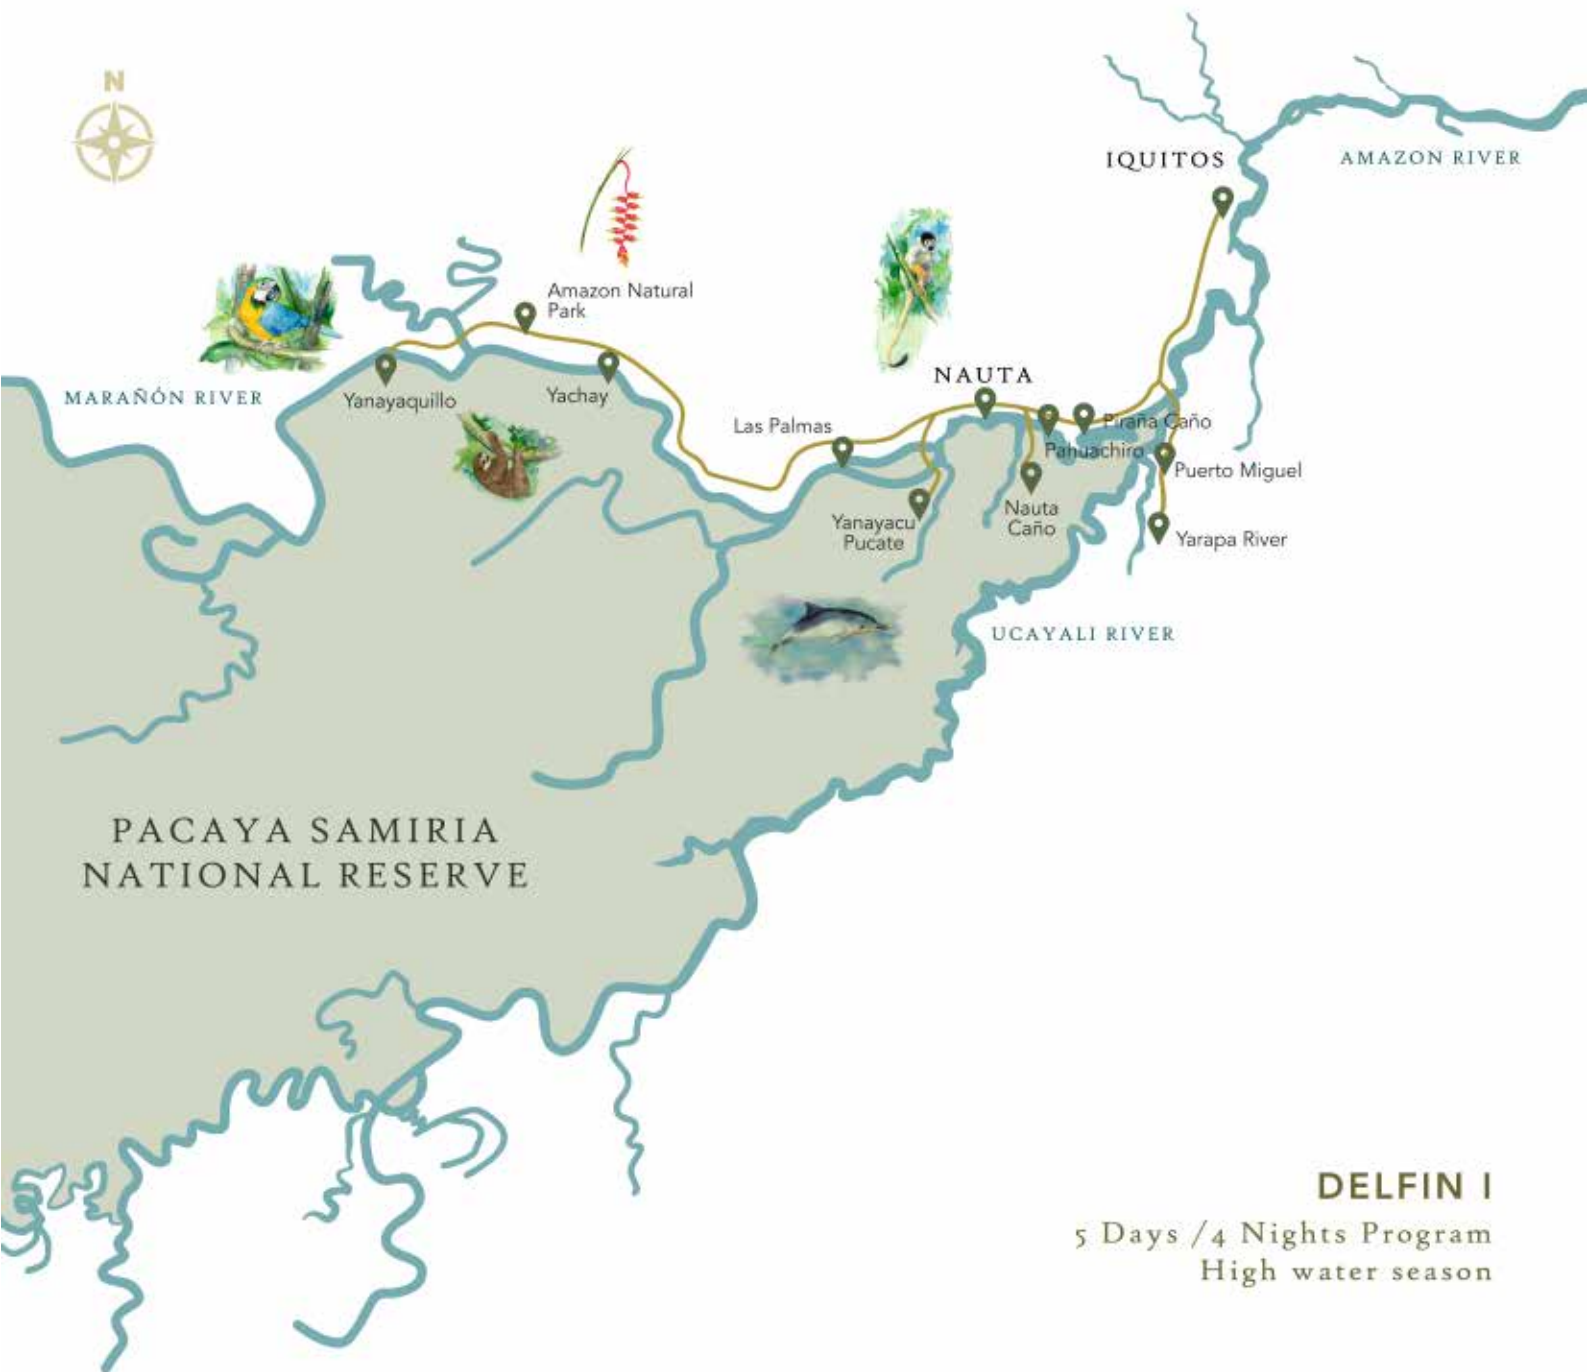 N
IQUITOS
AMAZON RIVER
Amazon Natural
Park
NAUTA
MARAÑÓN RIVER
Yanayaquillo
Yachay
Las Palmas
Piraña Caño
Pahuachiro
Puerto Miguel
Nauta
Caño
Yanayacu
Pucate
Yarapa River
UCAYALI RIVER
PACAYA SAMIRIA
NATIONAL RESERVE
DELFIN I
5 Days /4 Nights Program
High water season